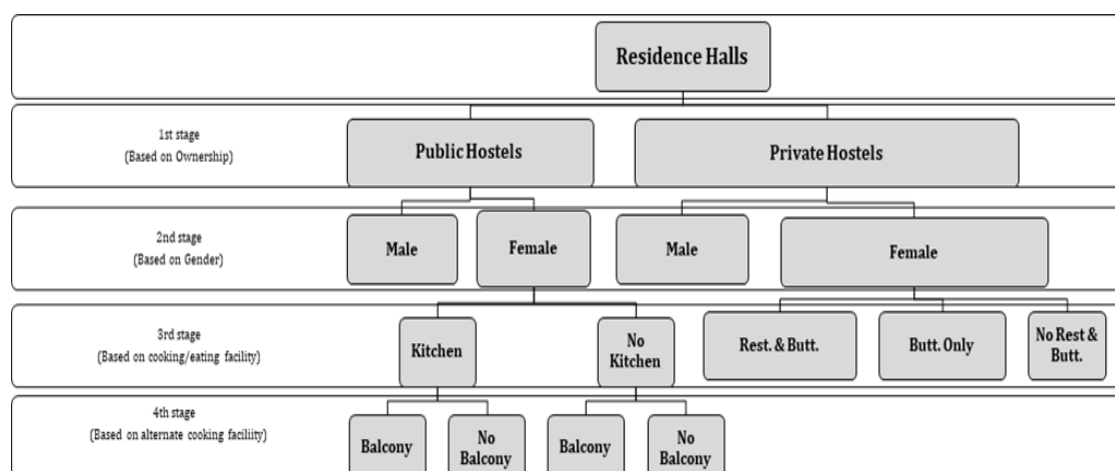 Residence Halls
1st stage
(Based on Ownership)
Public Hostels
Private Hostels
2nd stage
(Based on Gender)
Male
Female
Male
Female
3rd stage
(Based on cooking/eating facility)
Kitchen
No
Kitchen
Rest. & Butt.
Butt. Only
No Rest &
Butt.
4th stage
(Based on alternate cooking faciliity)
Balcony
No
Balcony
Balcony
No
Balcony